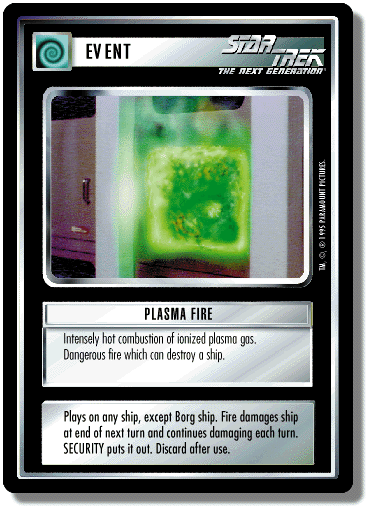 EVENT
STAR TREK
THE NEXT GENERATION
TM, ©, ® 1995 PARAMOUNT PICTURES.
PLASMA FIRE
Intensely hot combustion of ionized plasma gas.
Dangerous fire which can destroy a ship.
Plays on any ship, except Borg ship. Fire damages ship
at end of next turn and continues damaging each turn.
SECURITY puts it out. Discard after use.